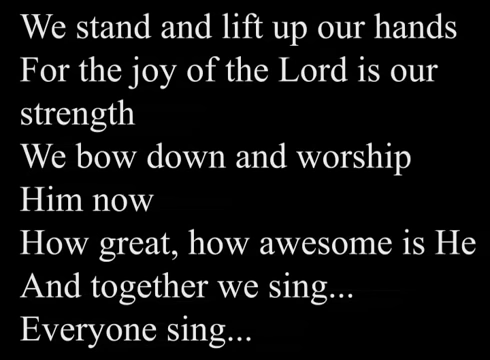 We stand and lift up our hands
For the joy of the Lord is our
strength
We bow down and worship
Him now
How great, how awesome is He
And together we sing...
Everyone sing...